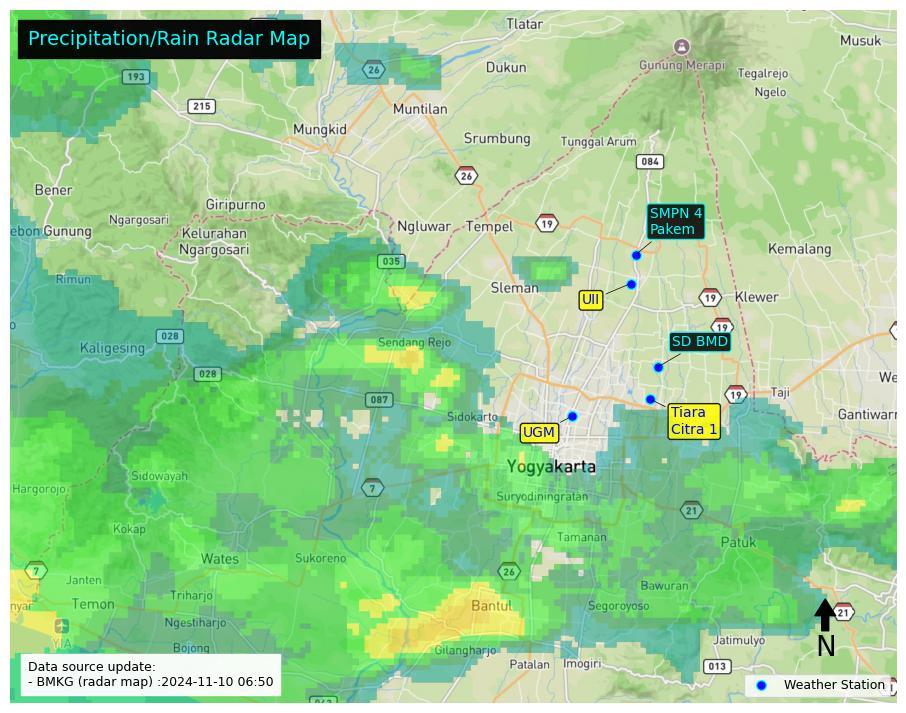 Precipitation/Rain Radar Map
Tlatar
Musuk
193
26
Dukun
Gunung Merapi
Tegalrejo
Ngelo
215
Muntilan
Mungkid
Srumbung
Tunggal Arum
084
26
Bener
Giripurno
Ngargosari
Ngluwar
Tempel
19
SMPN 4
Pakem
ebon
Gunung
Kelurahan
Ngargosari
Kemalang
035
Rimun
Sleman
UII
19
Klewer
19
028
Kaligesing
Sendang Rejo
SD BMD
028
We
087
19
Taji
Sidokarto
Tiara
Citra 1
Gantiwarn
UGM
Yogyakarta
Sidowayah
Hargorojo
7
Suryodiningratan
21
Kokap
Tamanan
Patuk
Wates
Sukoreno
7
26
Janten
Bawuran
Temon
Triharjo
Bantul
Segoroyoso
nyar
21
Ngestiharjo
YIA
N
Bojong
Gilangharjo
Jatimulyo
Patalan
Imogiri
013
Data source update:
- BMKG (radar map) :2024-11-10 06:50
Weather Station